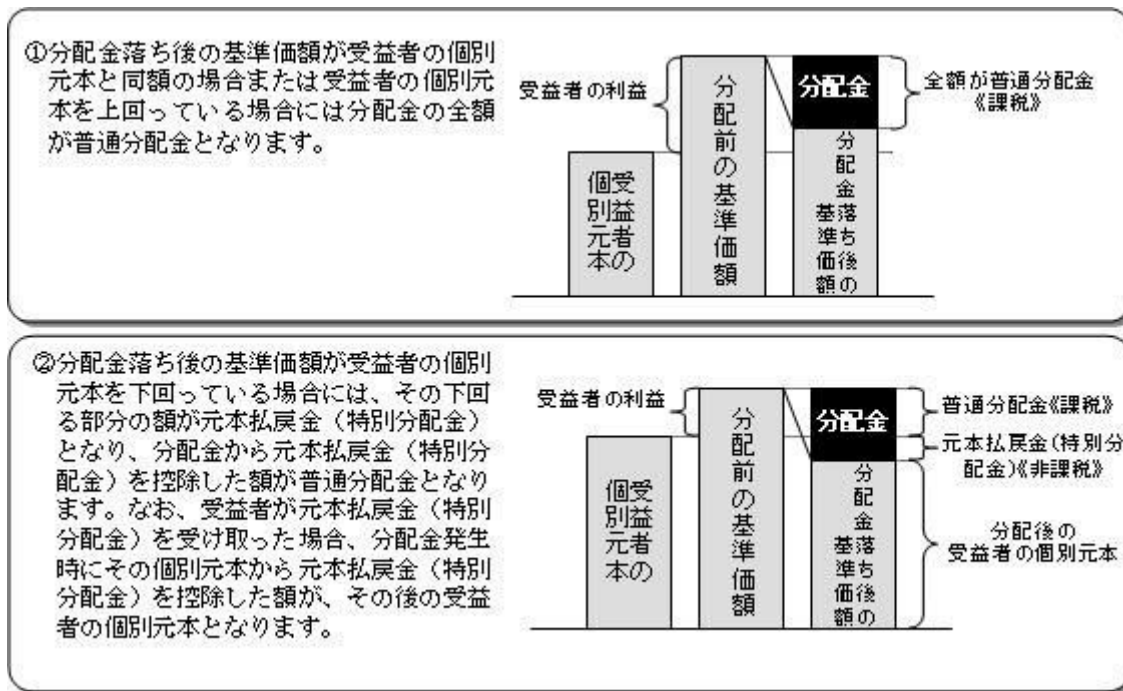 ①分配金落ち後の基準価額が受益者の個別
元本と同額の場合または受益者の個別元
本を上回っている場合には分配金の全額
が普通分配金となります。
受益者の利益
受益者の
個別元本
分配前の基準価額
分配金
分配金落ち後の
基準価額
全額が普通分配金
《課税》
②分配金落ち後の基準価額が受益者の個別
元本を下回っている場合には、その下回
る部分の額が元本払戻金（特別分配金）
となり、分配金から元本払戻金（特別分
配金）を控除した額が普通分配金となり
ます。なお、受益者が元本払戻金（特別
分配金）を受け取った場合、分配金発生
時にその個別元本から元本払戻金（特別
分配金）を控除した額が、その後の受益
者の個別元本となります。
受益者の利益
受益者の
個別元本
分配前の基準価額
分配金
分配金落ち後の
基準価額
普通分配金《課税》
元本払戻金(特別分
配金)《非課税》
分配後の
受益者の個別元本